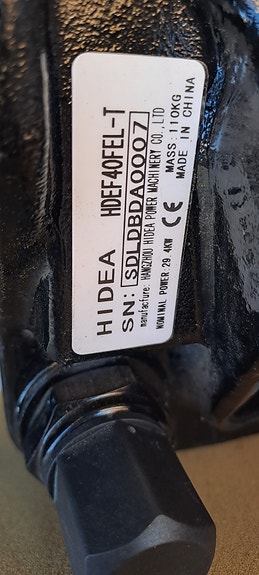 HIDEA HDEF40FEL-T
SN: SDLDBDA0007
manufacture: HANGZHOU HIDEA POWER MACHINERY CO.,LTD
NOMINAL POWER:29.4KW CE MASS:110KG
MADE IN CHINA